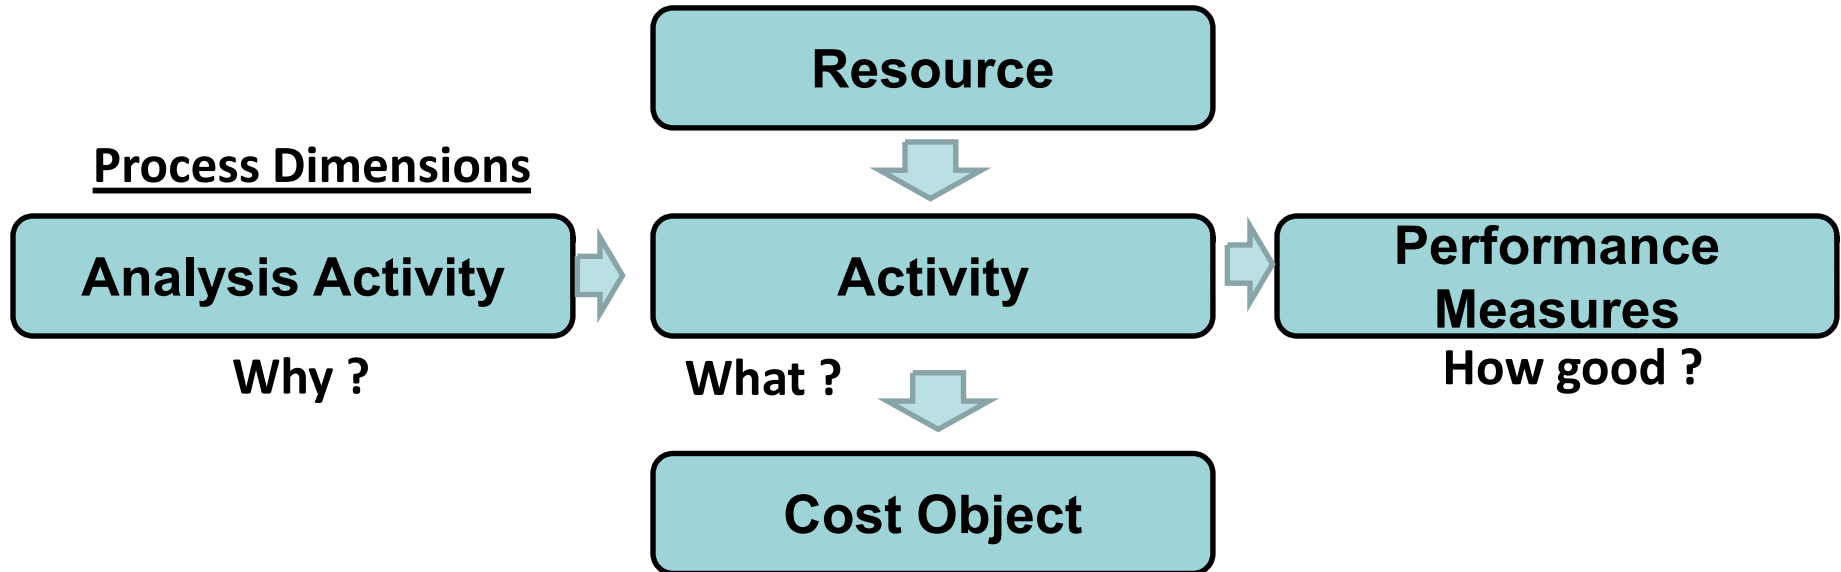 Resource
Process Dimensions
Analysis Activity
Activity
Performance
Measures
Why ?
What ?
How good ?
Cost Object